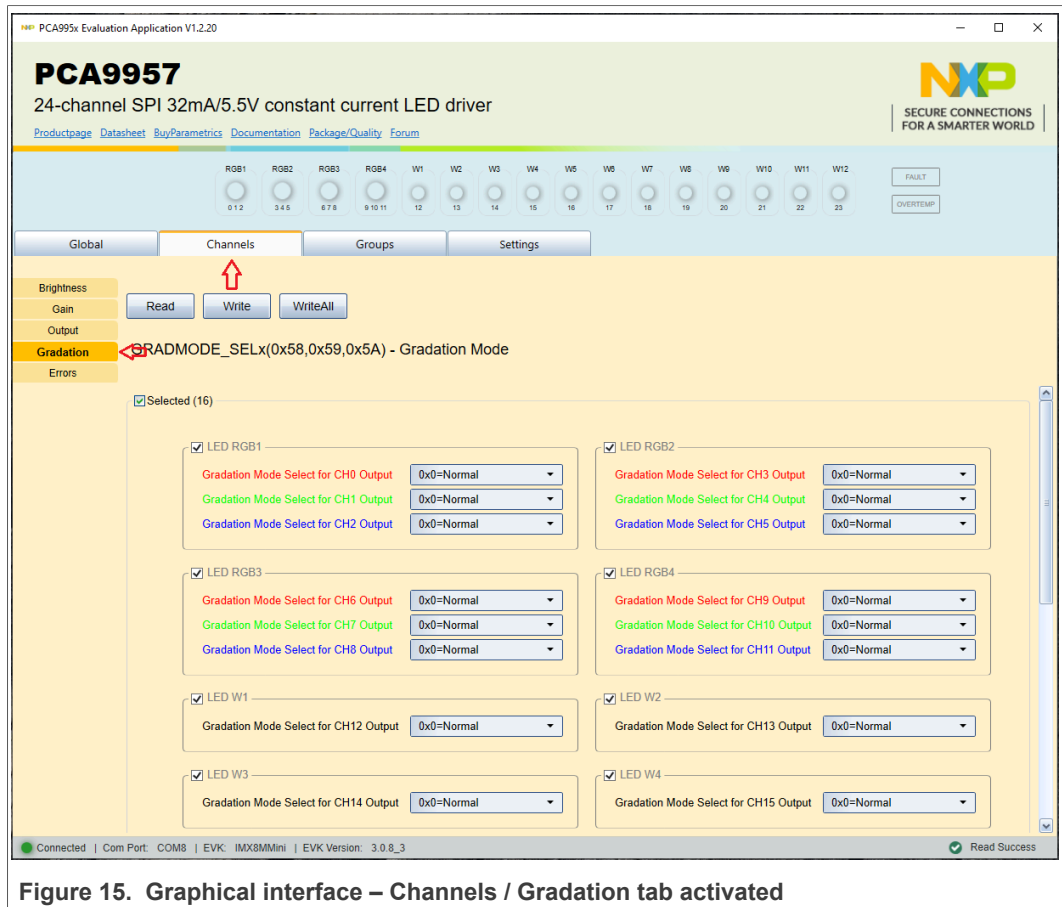 PCA995x Evaluation Application V1.2.20
PCA9957
24-channel SPI 32mA/5.5V constant current LED driver
Productpage Datasheet BuyParametrics Documentation Package/Quality Forum
NXP
SECURE CONNECTIONS
FOR A SMARTER WORLD
RGB1 RGB2 RGB3 RGB4 W1 W2 W3 W4 W5 W6 W7 W8 W9 W10 W11 W12
0 1 2 3 4 5 6 7 8 9 10 11 12 13 14 15 16 17 18 19 20 21 22 23
FAULT
OVERTEMP
Global Channels Groups Settings
Brightness
Gain
Output
Gradation
Errors
Read Write WriteAll
GRADMODE_SELx(0x58,0x59,0x5A) - Gradation Mode
Selected (16)
LED RGB1
Gradation Mode Select for CH0 Output 0x0=Normal
Gradation Mode Select for CH1 Output 0x0=Normal
Gradation Mode Select for CH2 Output 0x0=Normal
LED RGB2
Gradation Mode Select for CH3 Output 0x0=Normal
Gradation Mode Select for CH4 Output 0x0=Normal
Gradation Mode Select for CH5 Output 0x0=Normal
LED RGB3
Gradation Mode Select for CH6 Output 0x0=Normal
Gradation Mode Select for CH7 Output 0x0=Normal
Gradation Mode Select for CH8 Output 0x0=Normal
LED RGB4
Gradation Mode Select for CH9 Output 0x0=Normal
Gradation Mode Select for CH10 Output 0x0=Normal
Gradation Mode Select for CH11 Output 0x0=Normal
LED W1
Gradation Mode Select for CH12 Output 0x0=Normal
LED W2
Gradation Mode Select for CH13 Output 0x0=Normal
LED W3
Gradation Mode Select for CH14 Output 0x0=Normal
LED W4
Gradation Mode Select for CH15 Output 0x0=Normal
Connected | Com Port: COM8 | EVK: IMX8MMini | EVK Version: 3.0.8_3
Read Success
Figure 15. Graphical interface – Channels / Gradation tab activated